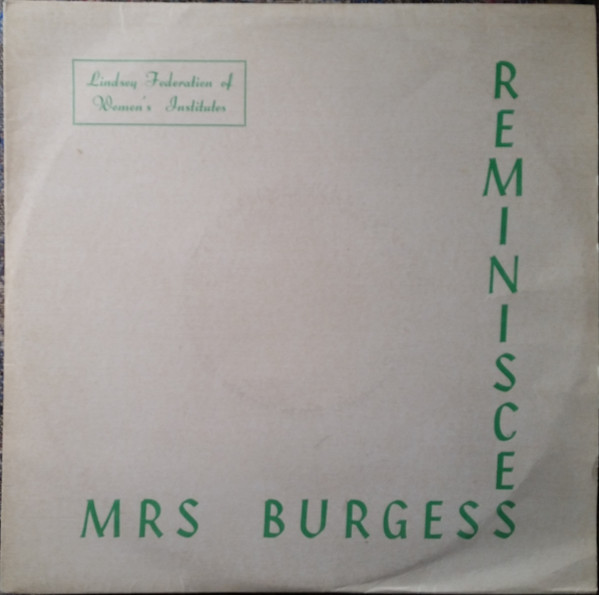 Lindsey Federation of
Women's Institutes
MRS BURGESS
REMINISCES